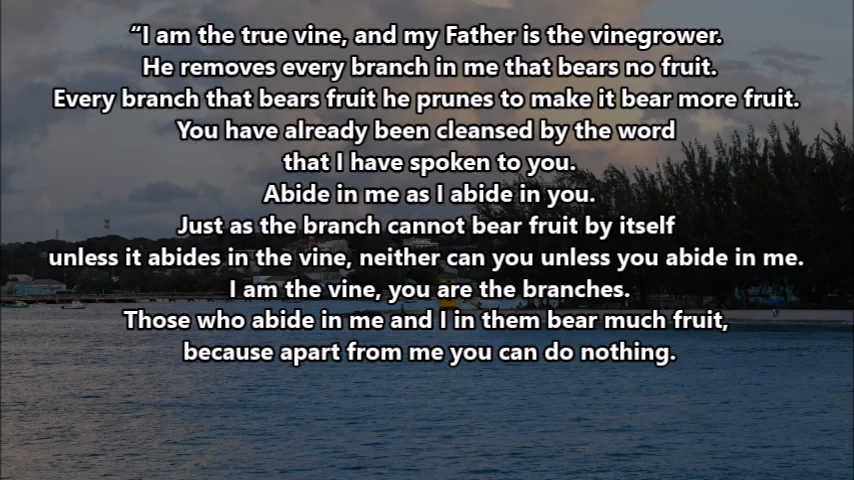 “I am the true vine, and my Father is the vinegrower.
He removes every branch in me that bears no fruit.
Every branch that bears fruit he prunes to make it bear more fruit.
You have already been cleansed by the word
that I have spoken to you.
Abide in me as I abide in you.
Just as the branch cannot bear fruit by itself
unless it abides in the vine, neither can you unless you abide in me.
I am the vine, you are the branches.
Those who abide in me and I in them bear much fruit,
because apart from me you can do nothing.